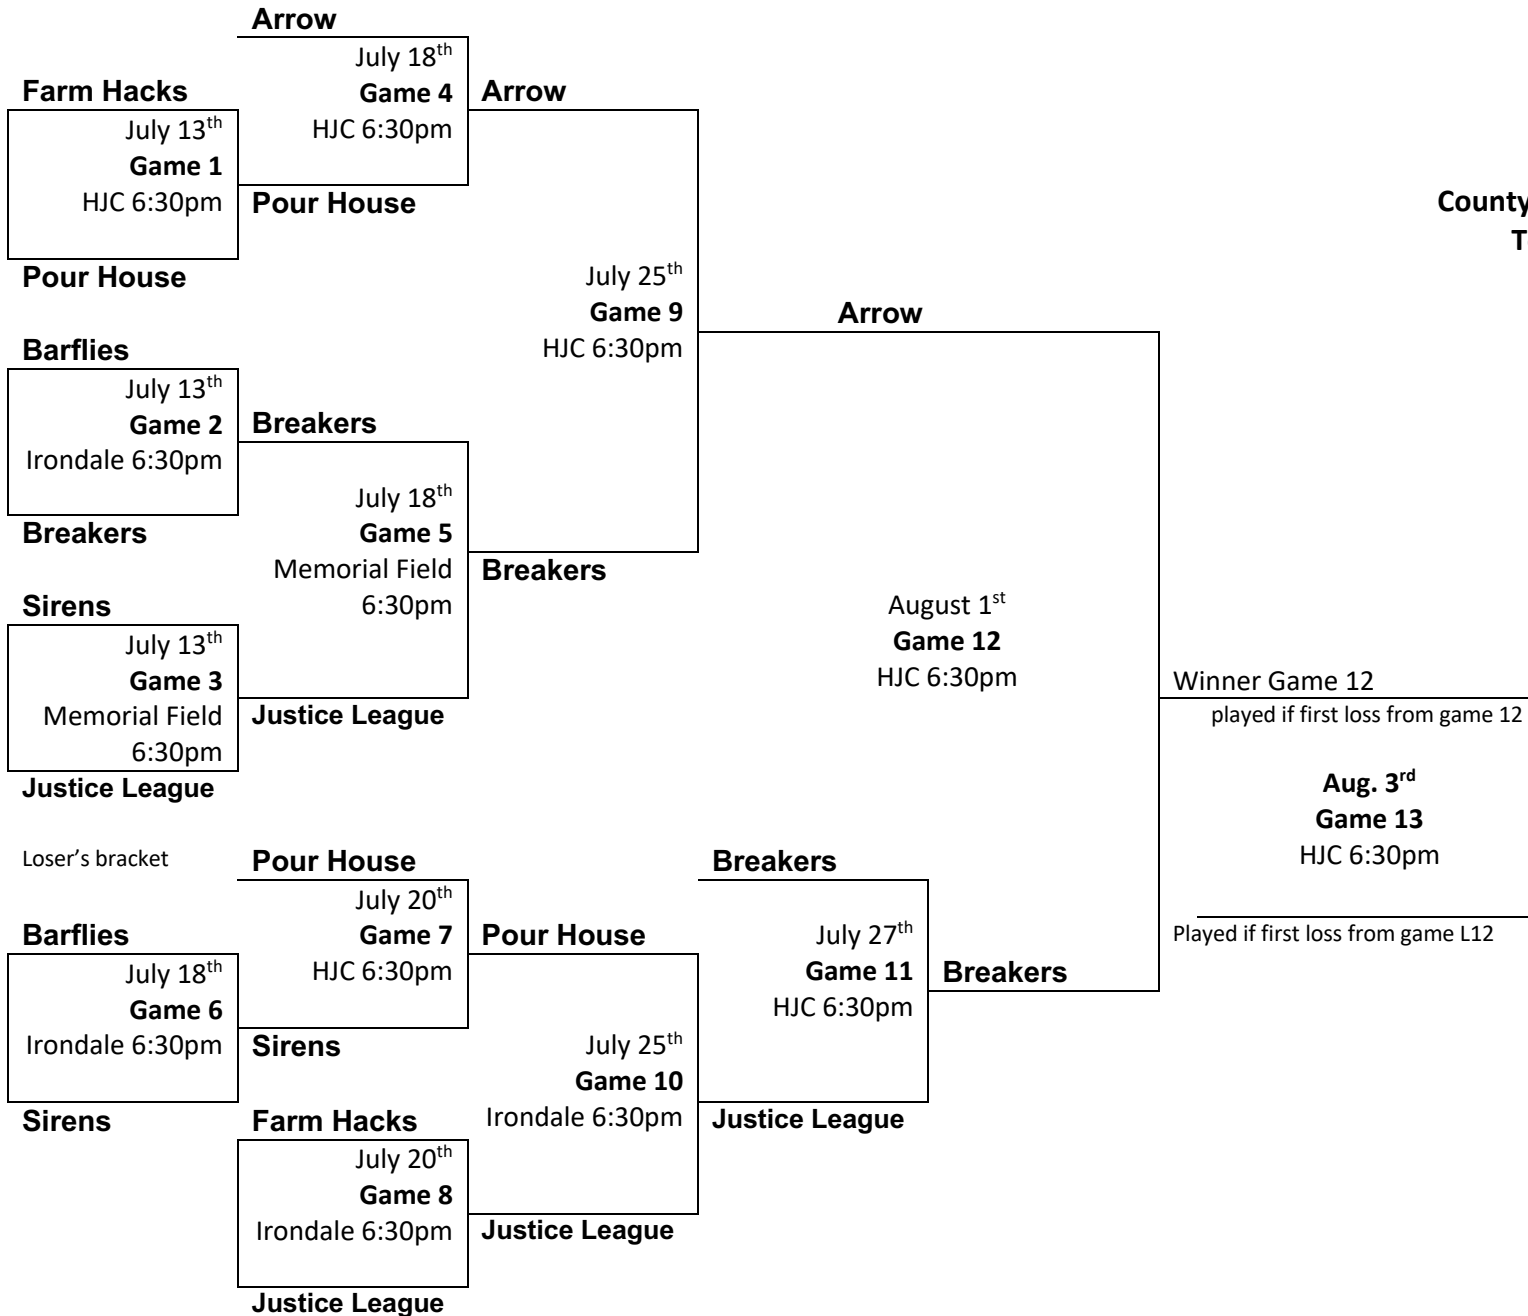 Arrow
July 18th
Game 4
HJC 6:30pm
Farm Hacks
Arrow
July 13th
Game 1
HJC 6:30pm
Pour House
Pour House
County
T
July 25th
Game 9
HJC 6:30pm
Arrow
Barflies
July 13th
Game 2
Irondale 6:30pm
Breakers
Breakers
July 18th
Game 5
Memorial Field
6:30pm
Breakers
Sirens
July 13th
Game 3
Memorial Field
6:30pm
Justice League
Justice League
August 1st
Game 12
HJC 6:30pm
Winner Game 12
played if first loss from game 12
Aug. 3rd
Game 13
HJC 6:30pm
Played if first loss from game L12
Loser's bracket
Pour House
July 20th
Game 7
HJC 6:30pm
Breakers
Barflies
July 18th
Game 6
Irondale 6:30pm
Sirens
Sirens
Pour House
July 27th
Game 11
HJC 6:30pm
Breakers
July 25th
Game 10
Irondale 6:30pm
Justice League
Farm Hacks
July 20th
Game 8
Irondale 6:30pm
Justice League
Justice League